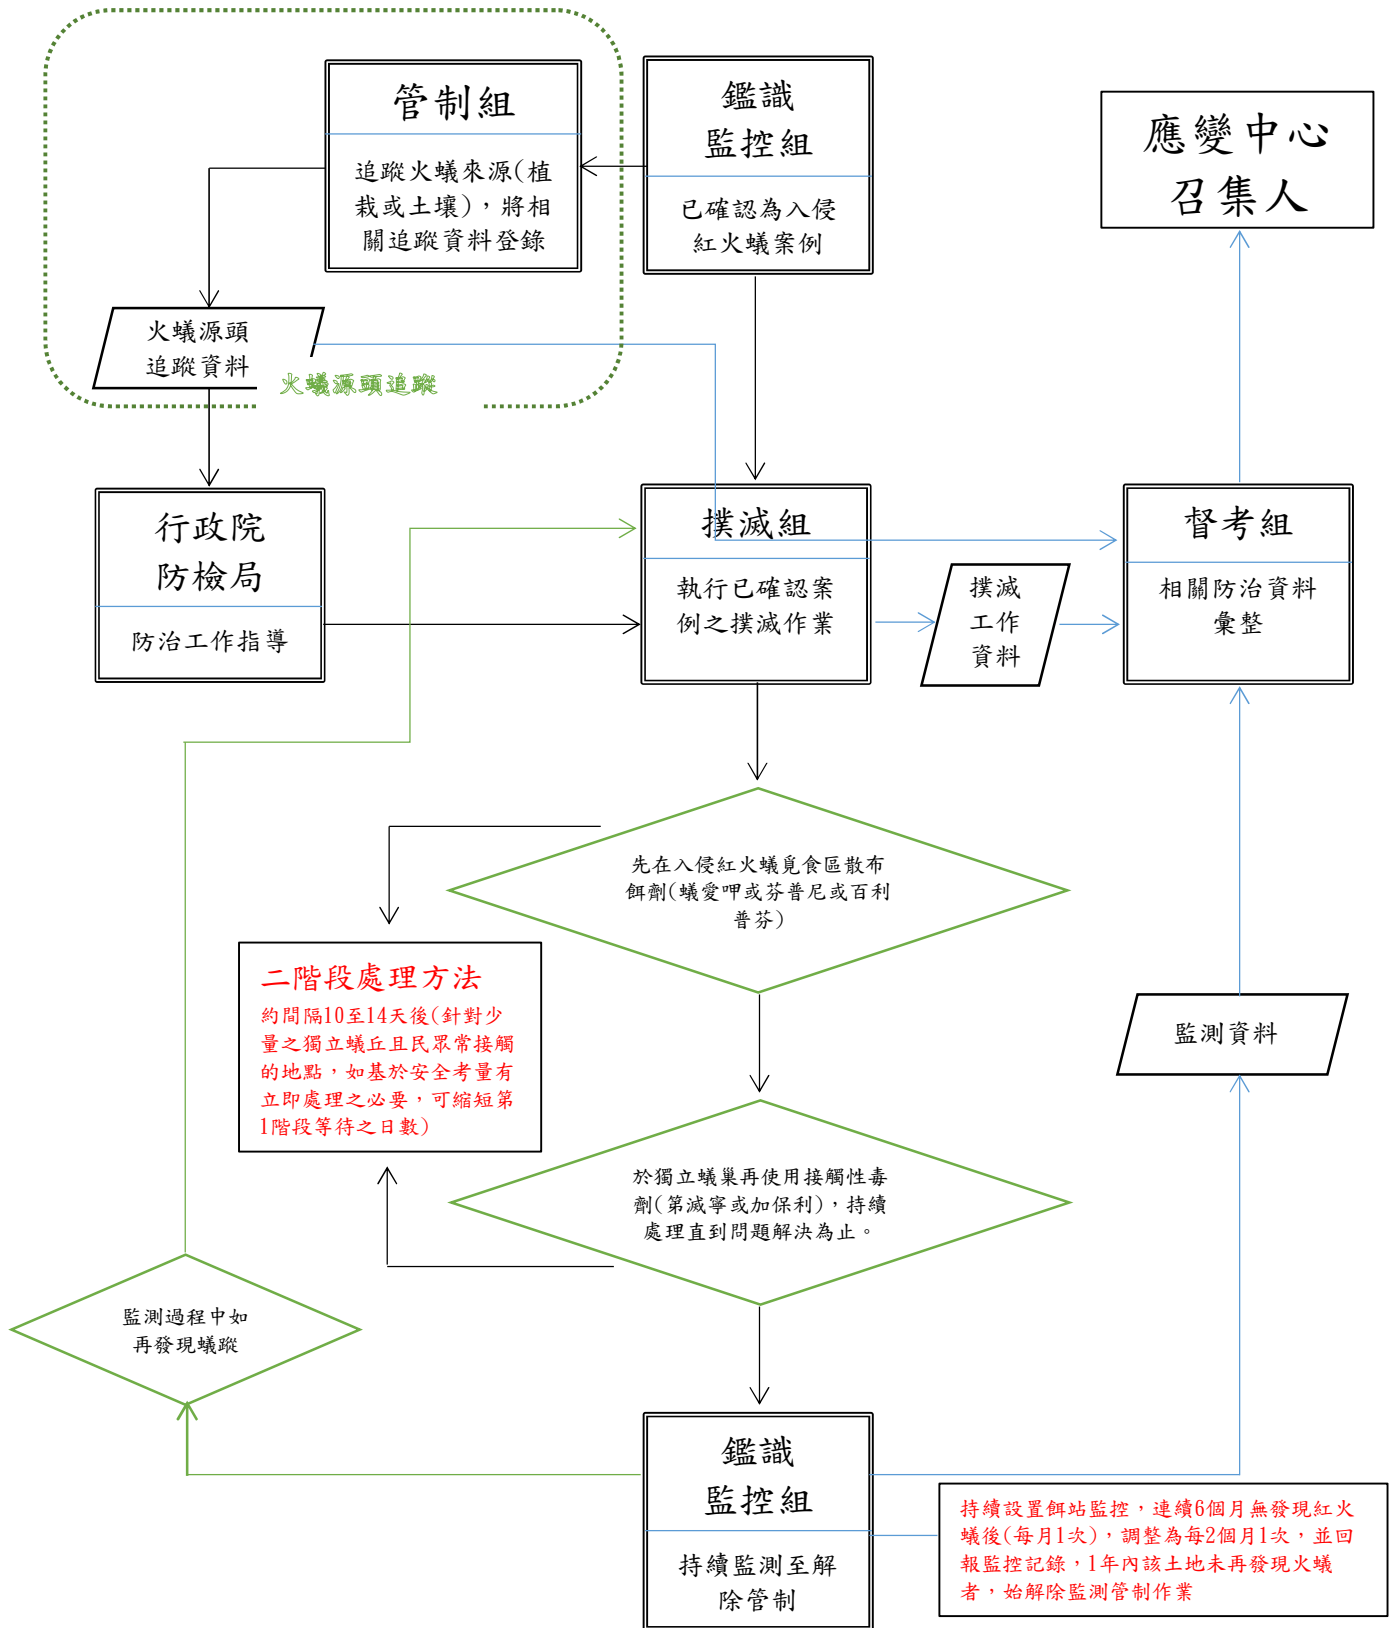 管制組
追蹤火蟻來源(植
栽或土壤)，將相
關追蹤資料登錄
鑑識
監控組
已確認為入侵
紅火蟻案例
應變中心
召集人
火蟻源頭
追蹤資料
火蟻源頭追蹤
行政院
防檢局
防治工作指導
撲滅組
執行已確認案
例之撲滅作業
撲滅
工作
資料
督考組
相關防治資料
彙整
先在入侵紅火蟻覓食區散布
餌劑(蟻愛呷或芬普尼或百利
普芬)
二階段處理方法
約間隔10至14天後(針對少
量之獨立蟻丘且民眾常接觸
的地點，如基於安全考量有
立即處理之必要，可縮短第
1階段等待之日數)
監測資料
於獨立蟻巢再使用接觸性毒
劑(第滅寧或加保利)，持續
處理直到問題解決為止。
監測過程中如
再發現蟻蹤
鑑識
監控組
持續監測至解
除管制
持續設置餌站監控，連續6個月無發現紅火
蟻後(每月1次)，調整為每2個月1次，並回
報監控記錄，1年內該土地未再發現火蟻
者，始解除監測管制作業